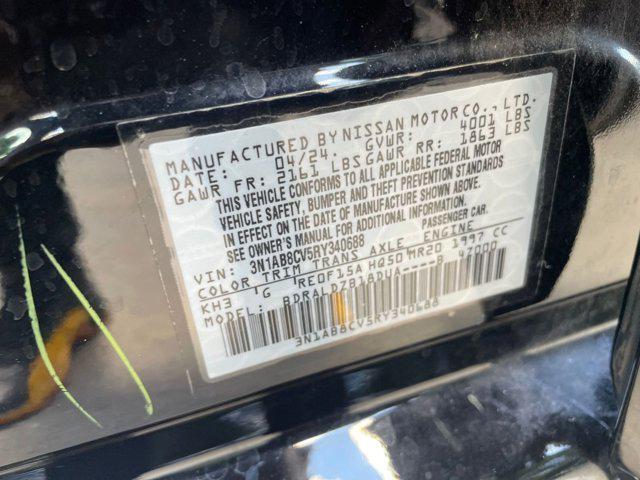 MANUFACTURED BY NISSAN MOTOR CO., LTD.
DATE: 04/24 GVWR: 4001 LBS
GAWR FR: 2161 LBS GAWR RR: 1863 LBS
THIS VEHICLE CONFORMS TO ALL APPLICABLE FEDERAL MOTOR
VEHICLE SAFETY, BUMPER AND THEFT PREVENTION STANDARDS
IN EFFECT ON THE DATE OF MANUFACTURE SHOWN ABOVE.
SEE OWNER'S MANUAL FOR ADDITIONAL INFORMATION.
VIN: 3N1AB8CV5RY340688 PASSENGER CAR
COLOR TRIM TRANS AXLE ENGINE
KH3 G RE0F15A HQ50 MR20 1997 CC
MODEL: BDRALDZB18DUA----B 42000
3N1AB8CV5RY340688